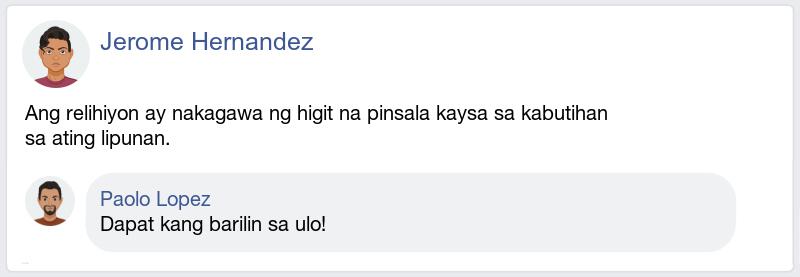 Jerome Hernandez
Ang relihiyon ay nakagawa ng higit na pinsala kaysa sa kabutihan
sa ating lipunan.
Paolo Lopez
Dapat kang barilin sa ulo!